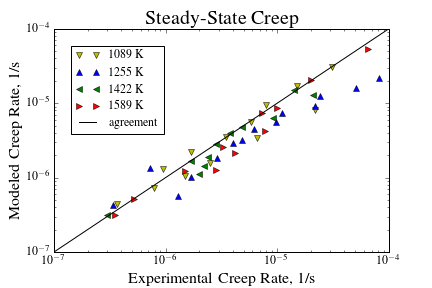 Steady-State Creep
Modeled Creep Rate, 1/s
10⁻⁴
10⁻⁵
10⁻⁶
10⁻⁷
1089 K
1255 K
1422 K
1589 K
agreement
10⁻⁷ 10⁻⁶ 10⁻⁵ 10⁻⁴
Experimental Creep Rate, 1/s